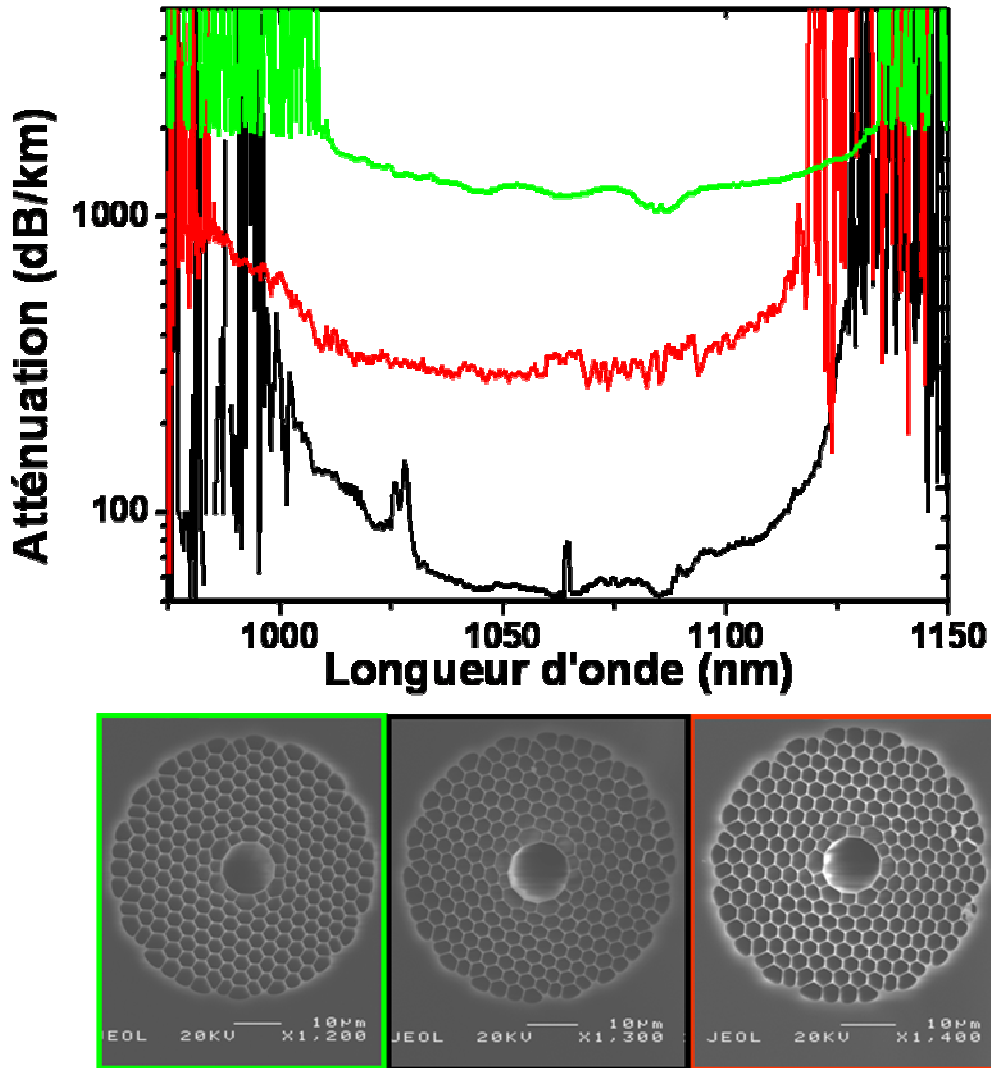 Atténuation (dB/km)
1000
100
1000 1050 1100 1150
Longueur d'onde (nm)
10µm
JEOL 20KV X1,200
10µm
JEOL 20KV X1,300
10µm
JEOL 20KV X1,400